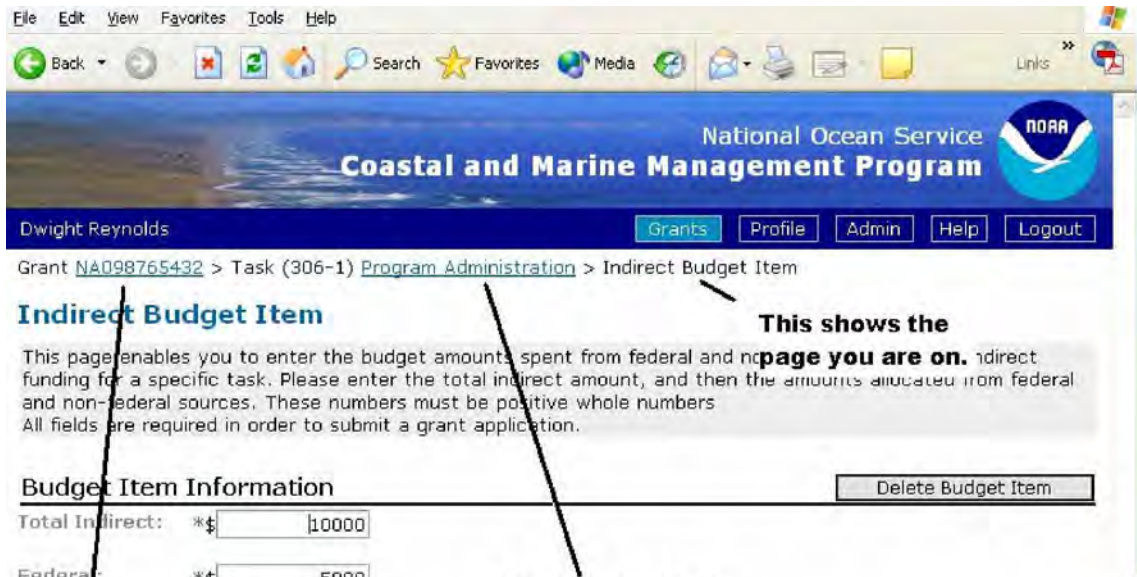 File Edit View Favorites Tools Help
Back Search Favorites Media Links »
National Ocean Service
Coastal and Marine Management Program
NOAA
Dwight Reynolds Grants Profile Admin Help Logout
Grant NA098765432 > Task (306-1) Program Administration > Indirect Budget Item
Indirect Budget Item
This shows the
page you are on.
This page enables you to enter the budget amounts spent from federal and
funding for a specific task. Please enter the total indirect amount, and then the amounts allocated from federal
and non-federal sources. These numbers must be positive whole numbers
All fields are required in order to submit a grant application.
Budget Item Information Delete Budget Item
Total Indirect: *$ 10000
Federal: *$ 5000